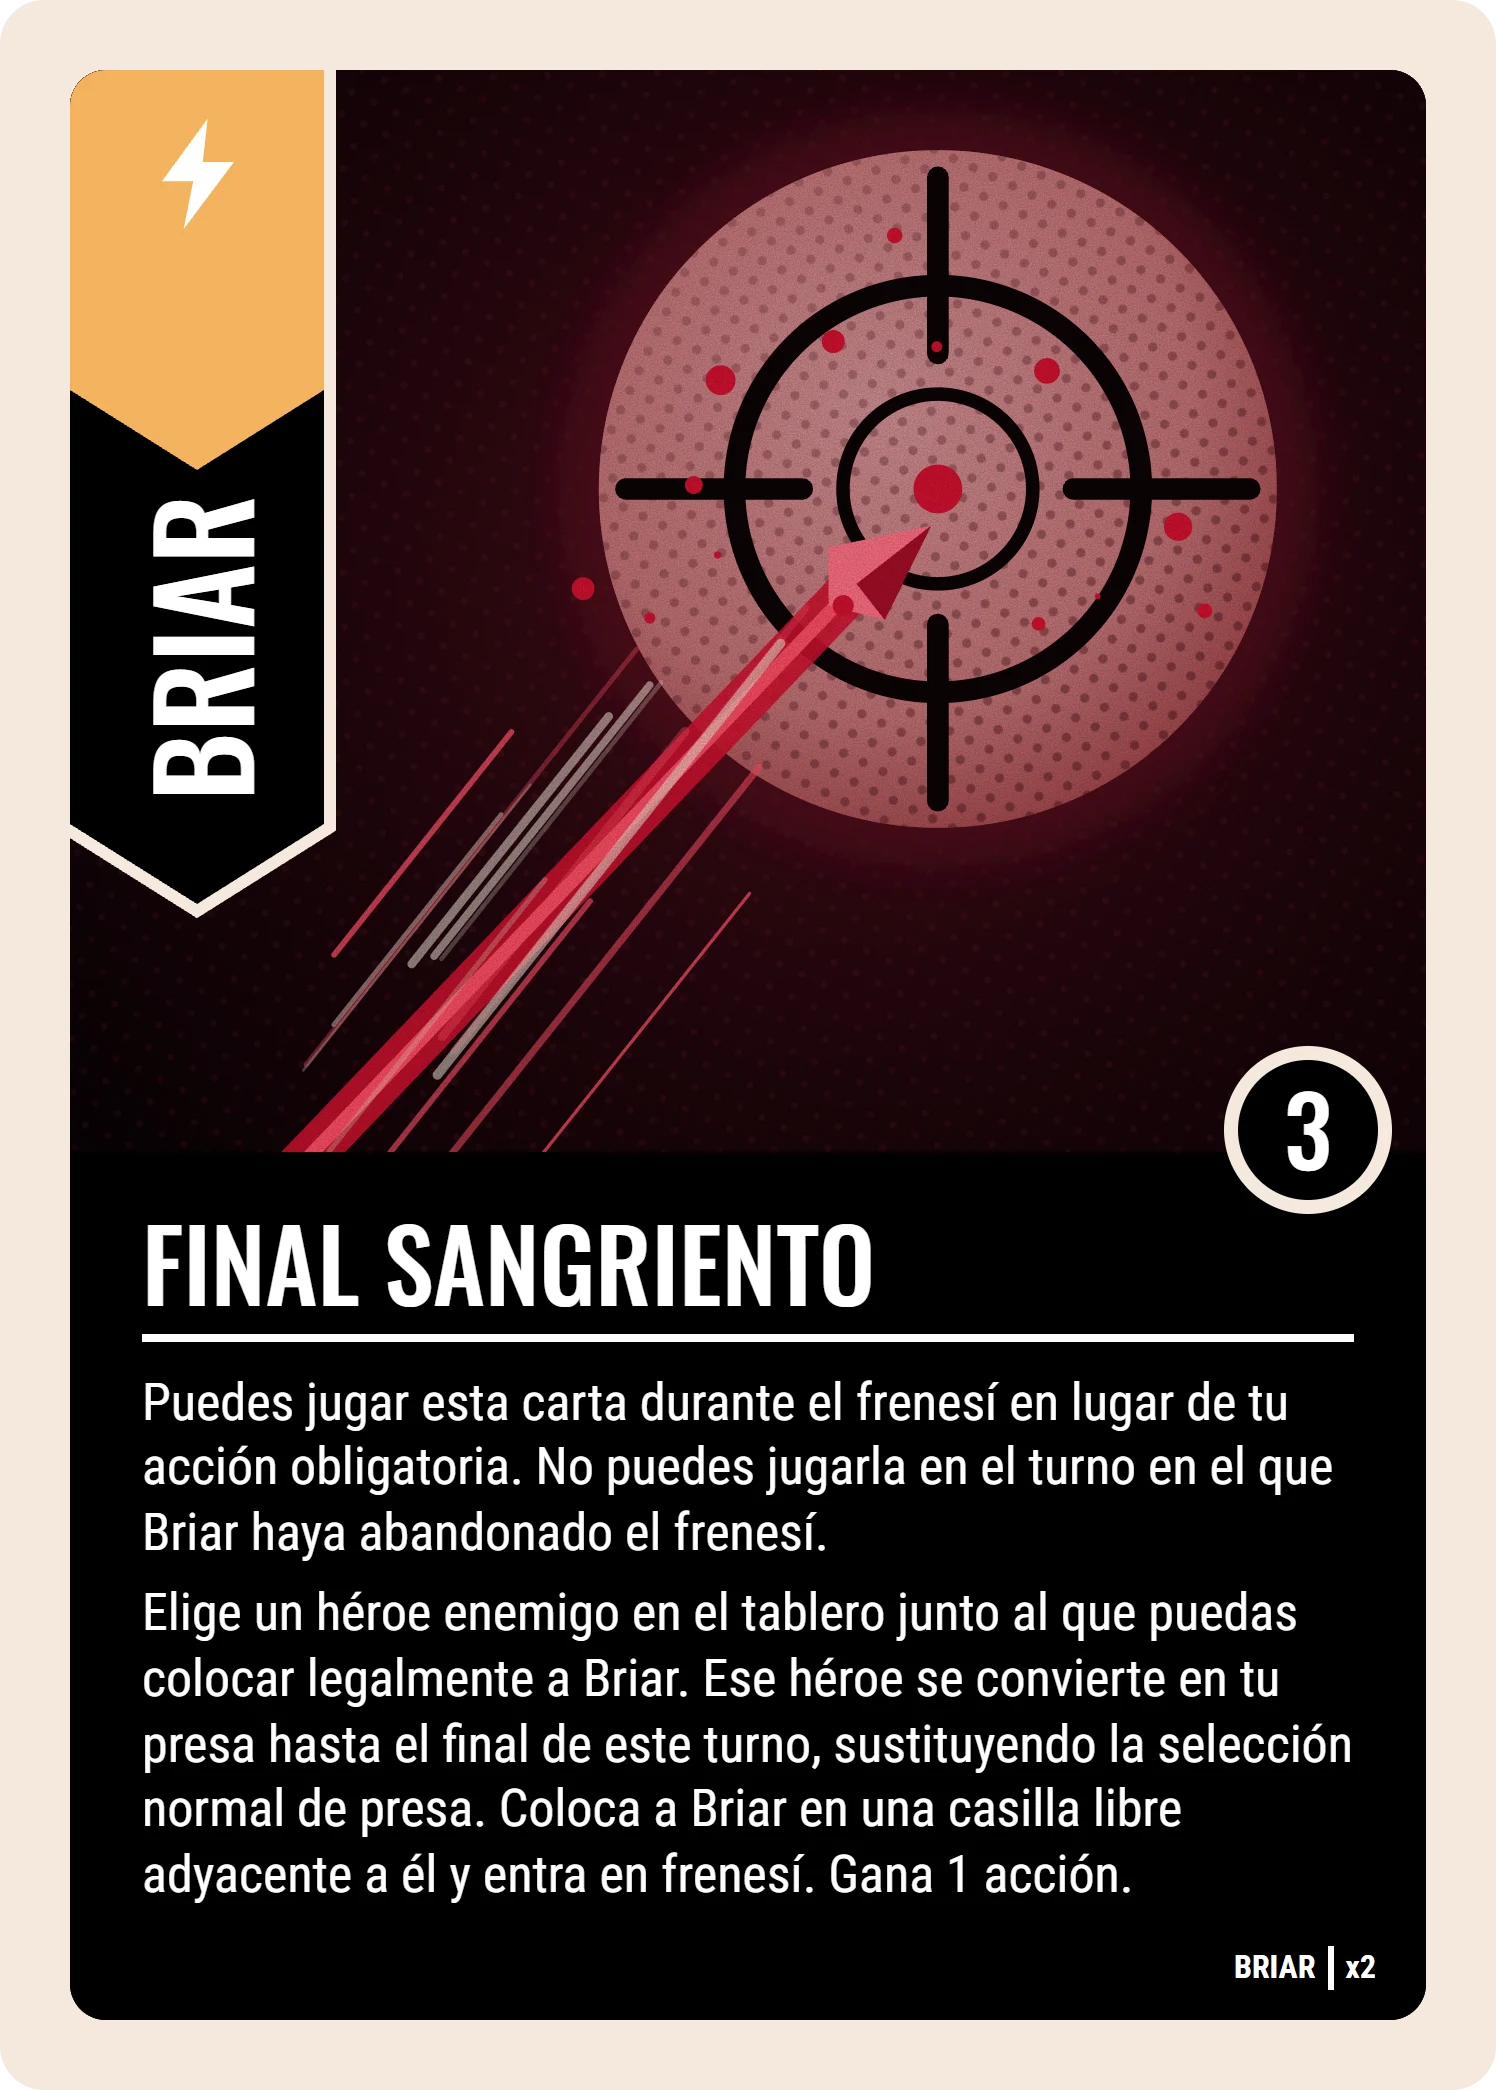 BRIAR
3
FINAL SANGRIENTO
Puedes jugar esta carta durante el frenesí en lugar de tu
acción obligatoria. No puedes jugarla en el turno en el que
Briar haya abandonado el frenesí.
Elige un héroe enemigo en el tablero junto al que puedas
colocar legalmente a Briar. Ese héroe se convierte en tu
presa hasta el final de este turno, sustituyendo la selección
normal de presa. Coloca a Briar en una casilla libre
adyacente a él y entra en frenesí. Gana 1 acción.
BRIAR | x2